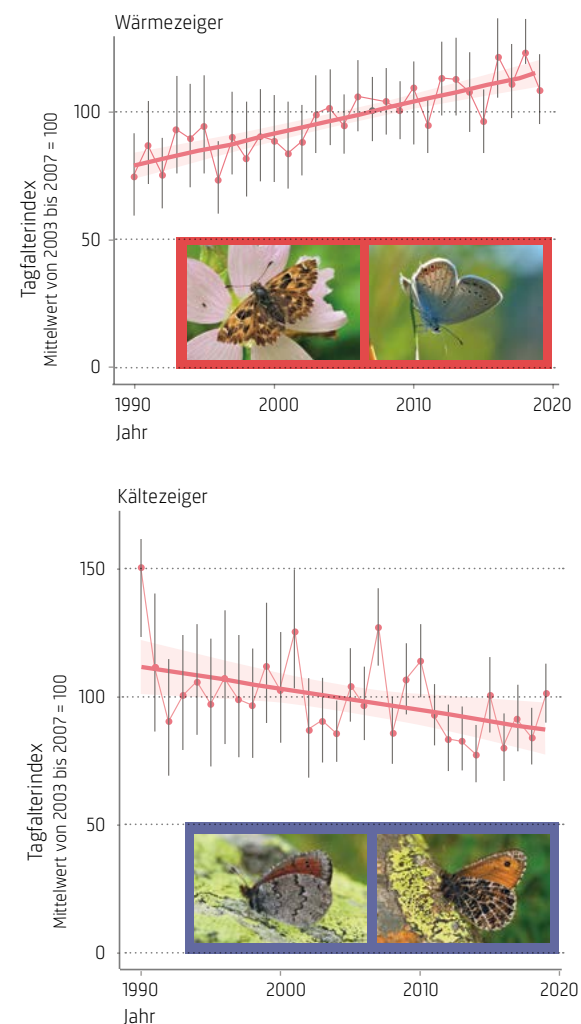 Wärmezeiger
Tagfalterindex
Mittelwert von 2003 bis 2007 = 100
100
50
0
1990
2000
2010
2020
Jahr
Kältezeiger
Tagfalterindex
Mittelwert von 2003 bis 2007 = 100
150
100
50
0
1990
2000
2010
2020
Jahr